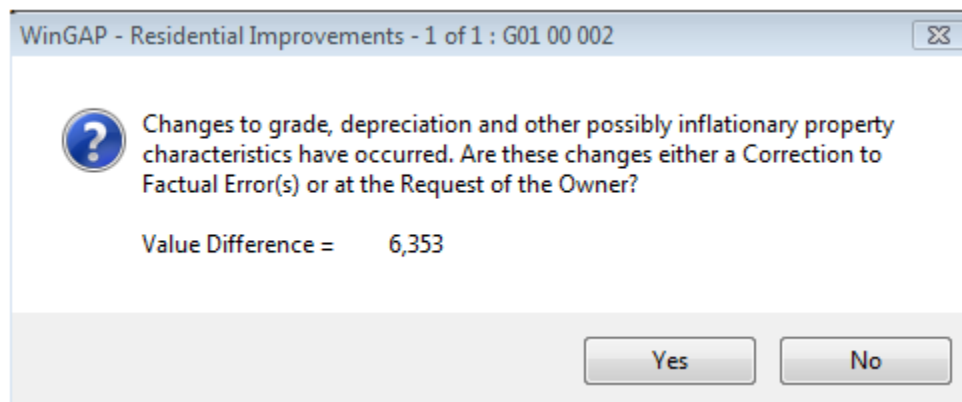 WinGAP - Residential Improvements - 1 of 1 : G01 00 002
Changes to grade, depreciation and other possibly inflationary property
characteristics have occurred. Are these changes either a Correction to
Factual Error(s) or at the Request of the Owner?
Value Difference = 6,353
Yes No